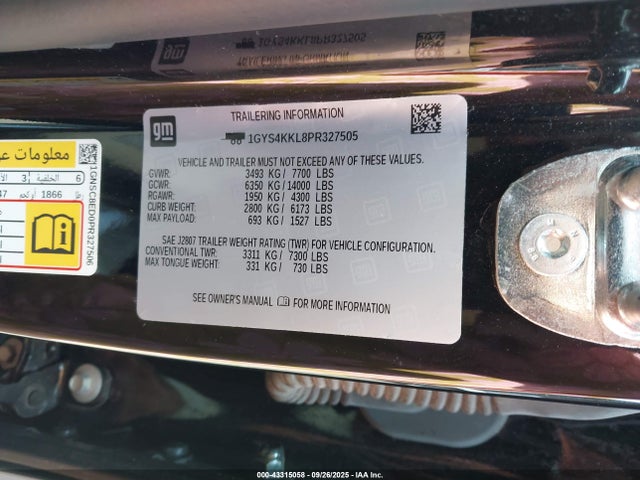 gm
TRAILERING INFORMATION
1GYS4KKL8PR327505
VEHICLE AND TRAILER MUST NOT EXCEED ANY OF THESE VALUES.
GVWR: 3493 KG / 7700 LBS
GCWR: 6350 KG / 14000 LBS
RGAWR: 1950 KG / 4300 LBS
CURB WEIGHT: 2800 KG / 6173 LBS
MAX PAYLOAD: 693 KG / 1527 LBS
SAE J2807 TRAILER WEIGHT RATING (TWR) FOR VEHICLE CONFIGURATION.
CONVENTIONAL TWR: 3311 KG / 7300 LBS
MAX TONGUE WEIGHT: 331 KG / 730 LBS
SEE OWNER'S MANUAL FOR MORE INFORMATION
معلومات
6 الخلفية 3
1866
000-43315058 - 09/26/2025 - IAA Inc.